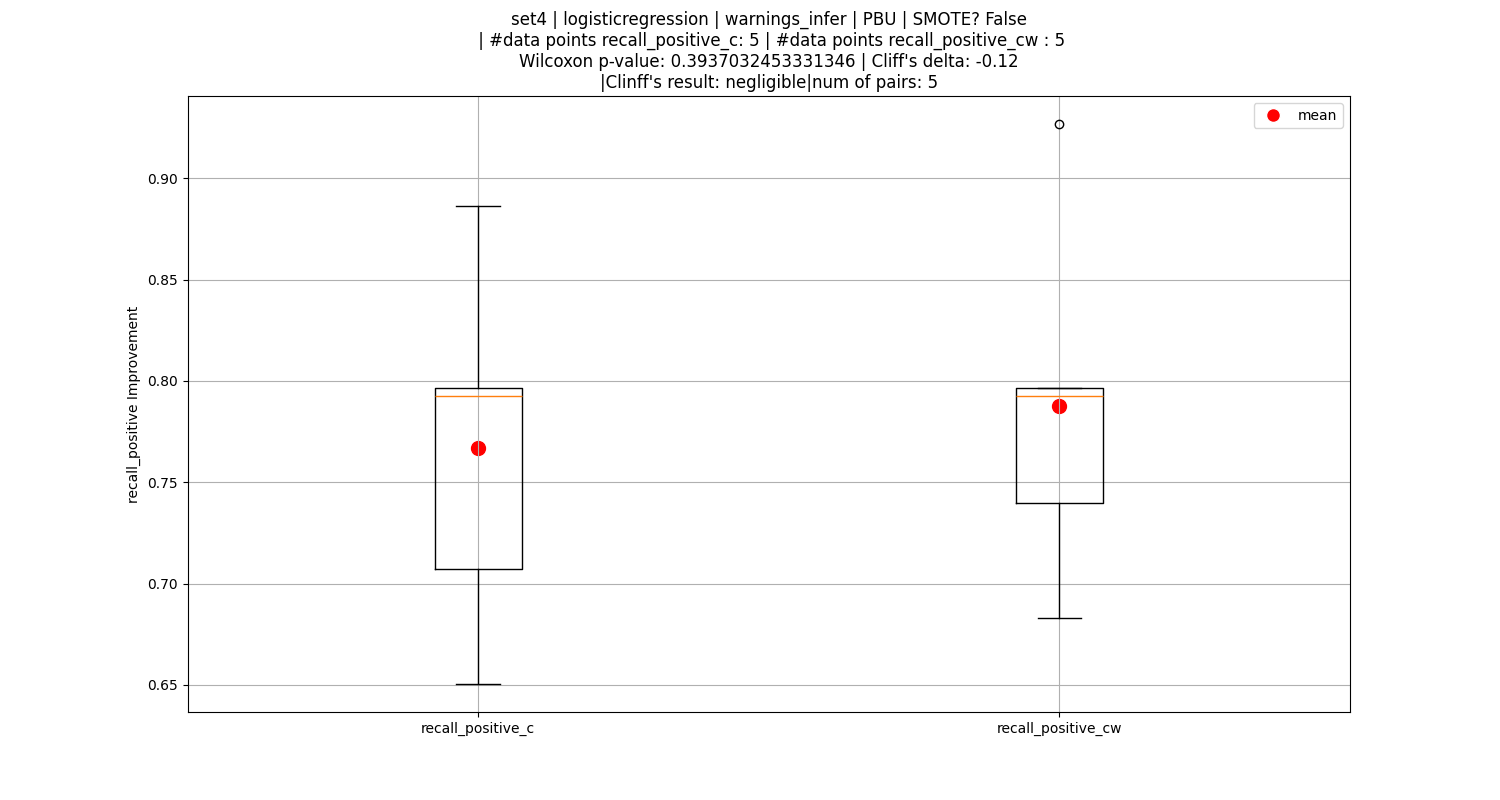 set4 | logisticregression | warnings_infer | PBU | SMOTE? False
| #data points recall_positive_c: 5 | #data points recall_positive_cw : 5
Wilcoxon p-value: 0.3937032453331346 | Cliff's delta: -0.12
|Clinff's result: negligible|num of pairs: 5
mean
0.90
0.85
0.80
0.75
0.70
0.65
recall_positive Improvement
recall_positive_c
recall_positive_cw